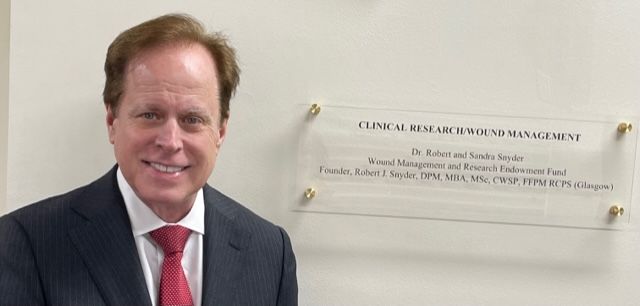 CLINICAL RESEARCH/WOUND MANAGEMENT
Dr. Robert and Sandra Snyder
Wound Management and Research Endowment Fund
Founder, Robert J. Snyder, DPM, MBA, MSc, CWSP, FFPM RCPS (Glasgow)